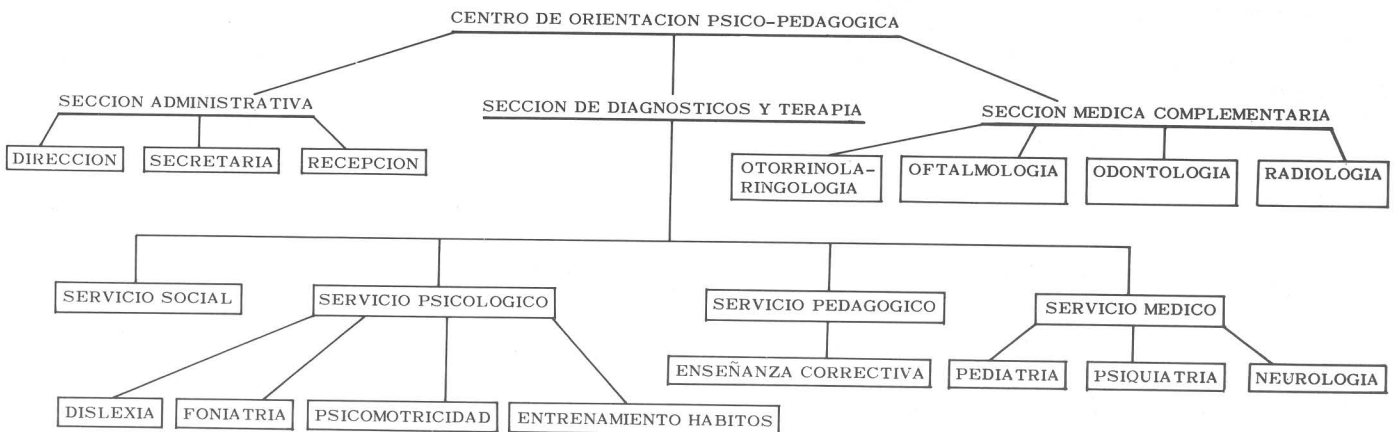 CENTRO DE ORIENTACION PSICO-PEDAGOGICA
SECCION ADMINISTRATIVA
SECCION DE DIAGNOSTICOS Y TERAPIA
SECCION MEDICA COMPLEMENTARIA
DIRECCION
SECRETARIA
RECEPCION
OTORRINOLA-
RINGOLOGIA
OFTALMOLOGIA
ODONTOLOGIA
RADIOLOGIA
SERVICIO SOCIAL
SERVICIO PSICOLOGICO
SERVICIO PEDAGOGICO
SERVICIO MEDICO
ENSEÑANZA CORRECTIVA
PEDIATRIA
PSIQUIATRIA
NEUROLOGIA
DISLEXIA
FONIATRIA
PSICOMOTRICIDAD
ENTRENAMIENTO HABITOS